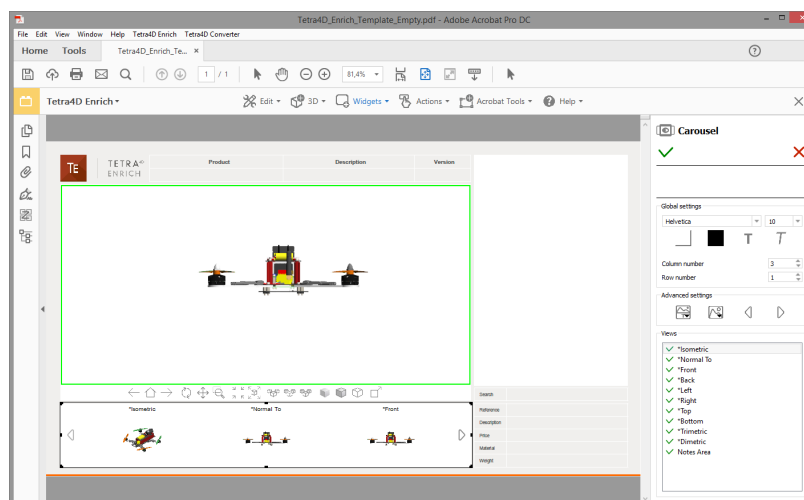 Tetra4D_Enrich_Template_Empty.pdf - Adobe Acrobat Pro DC
File Edit View Window Help Tetra4D Enrich Tetra4D Converter
Home Tools Tetra4D_Enrich_Te... ×
1 / 1 81,4%
Tetra4D Enrich Edit 3D Widgets Actions Acrobat Tools Help
Carousel
TE TETRA4D ENRICH
Product Description Version
Global settings
Helvetica 10
T T
Column number 3
Row number 1
Advanced settings
Views
*Isometric
*Normal To
*Front
*Back
*Left
*Right
*Top
*Bottom
*Trimetric
*Dimetric
Notes Area
*Isometric *Normal To *Front
Search
Reference
Description
Price
Material
Weight